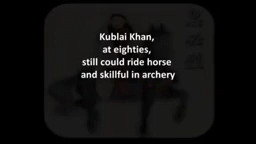 Kublai Khan,
at eighties,
still could ride horse
and skillful in archery